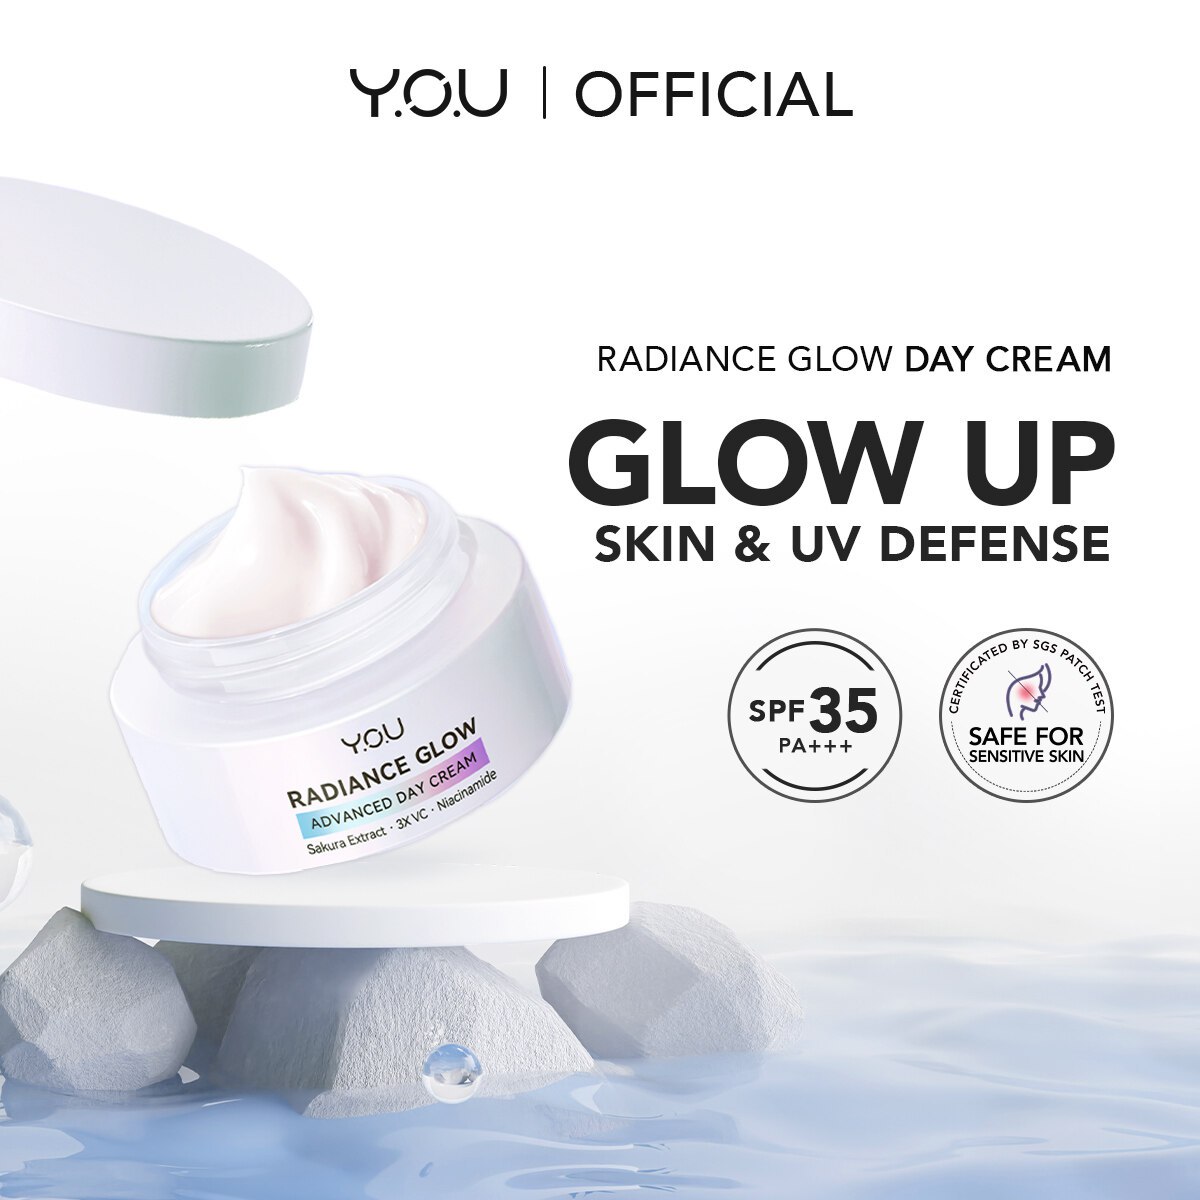 Y.O.U | OFFICIAL
RADIANCE GLOW DAY CREAM
GLOW UP
SKIN & UV DEFENSE
SPF 35
PA+++
CERTIFICATED BY SGS PATCH TEST
SAFE FOR
SENSITIVE SKIN
Y.O.U
RADIANCE GLOW
ADVANCED DAY CREAM
Sakura Extract · 3X VC · Niacinamide